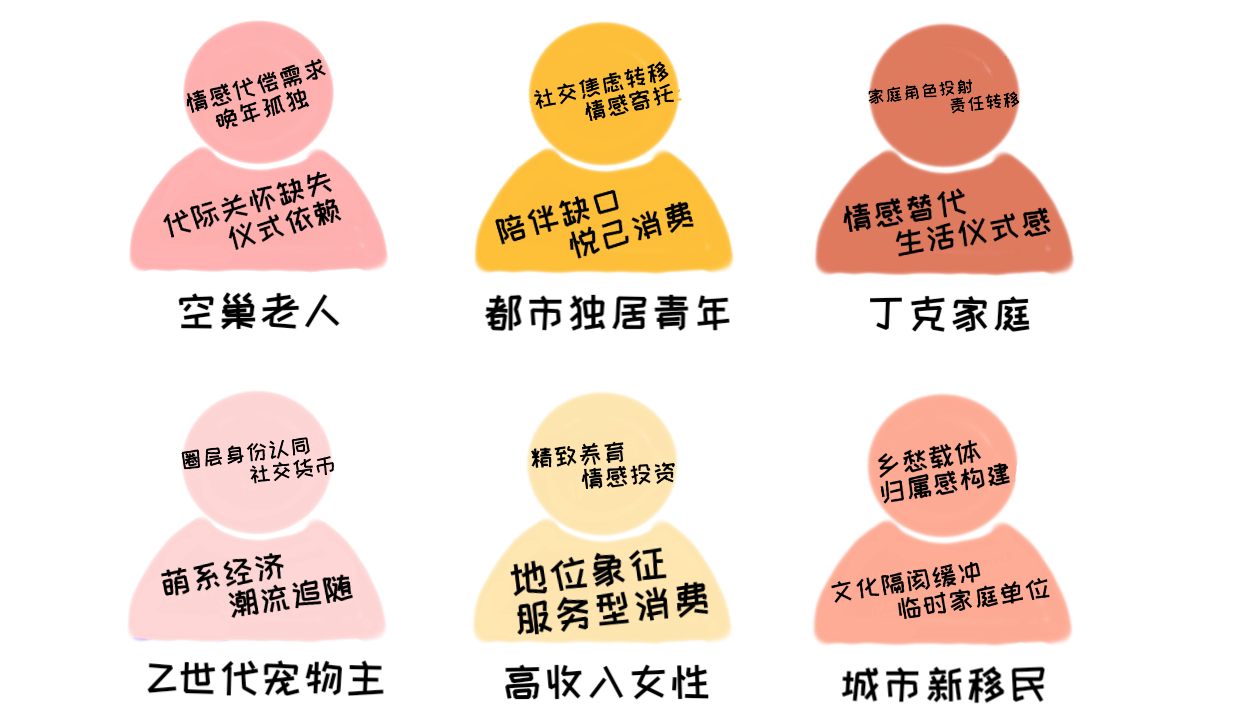 情感代偿需求
晚年孤独
代际关怀缺失
仪式依赖
空巢老人
社交焦虑转移
情感寄托
陪伴缺口
悦己消费
都市独居青年
家庭角色投射
责任转移
情感替代
生活仪式感
丁克家庭
圈层身份认同
社交货币
萌系经济
潮流追随
Z世代宠物主
精致养育
情感投资
地位象征
服务型消费
高收入女性
乡愁载体
归属感构建
文化隔阂缓冲
临时家庭单位
城市新移民